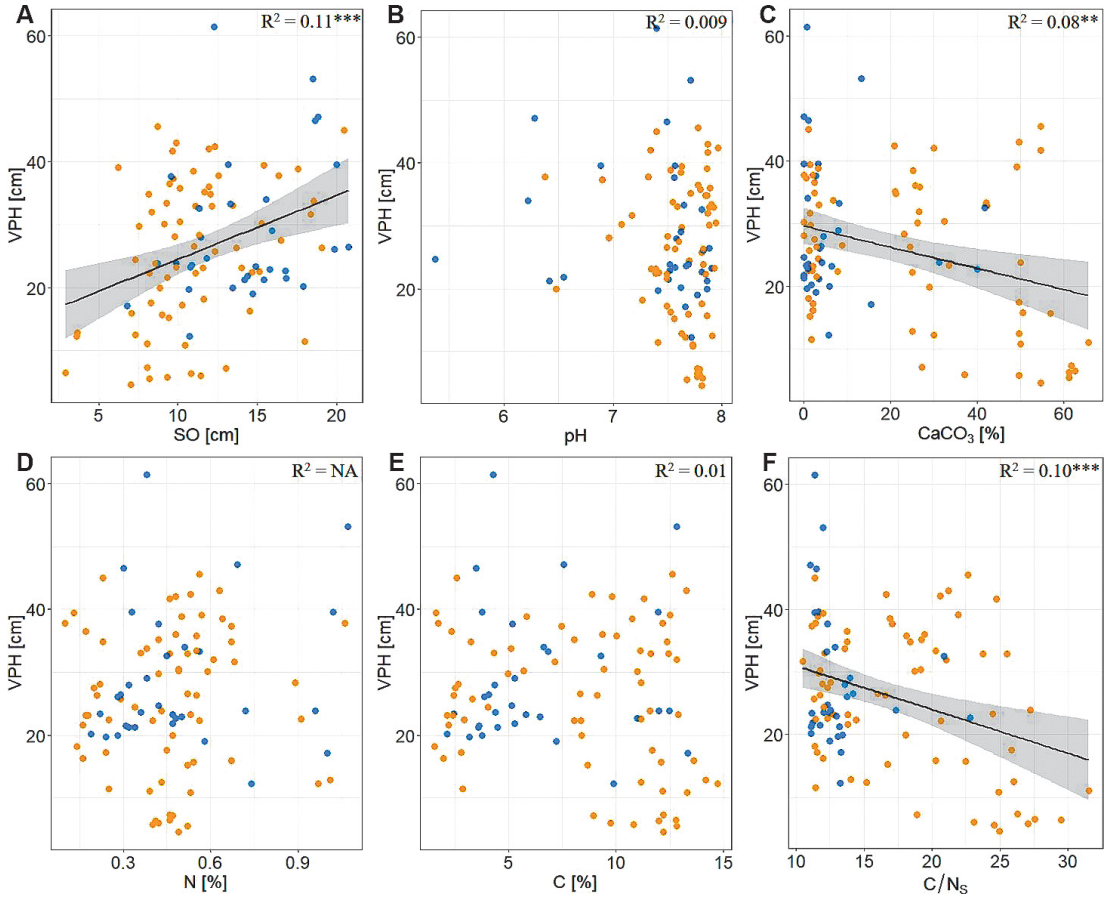 A
R² = 0.11***
VPH [cm]
60
40
20
5
10
15
20
SO [cm]
B
R² = 0.009
VPH [cm]
60
40
20
6
7
8
pH
C
R² = 0.08**
VPH [cm]
60
40
20
0
20
40
60
CaCO₃ [%]
D
R² = NA
VPH [cm]
60
40
20
0.3
0.6
0.9
N [%]
E
R² = 0.01
VPH [cm]
60
40
20
5
10
15
C [%]
F
R² = 0.10***
VPH [cm]
60
40
20
10
15
20
25
30
C/Nₛ